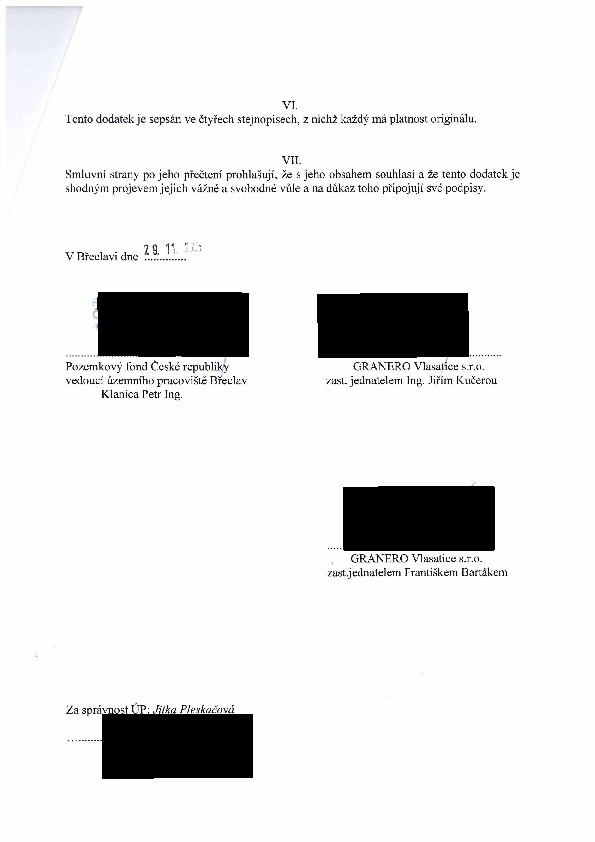 VI.
Tento dodatek je sepsán ve čtyřech stejnopisech, z nichž každý má platnost originálu.
VII.
Smluvní strany po jeho přečtení prohlašují, že s jeho obsahem souhlasí a že tento dodatek je
shodným projevem jejich vážné a svobodné vůle a na důkaz toho připojují své podpisy.
V Břeclavi dne 29. 11.
Pozemkový fond České republiky
vedoucí územního pracoviště Břeclav
Klanica Petr Ing.
GRANERO Vlasatice s.r.o.
zast. jednatelem Ing. Jiřím Kučerou
GRANERO Vlasatice s.r.o.
zast.jednatelem Františkem Bartákem
Za správnost ÚP: Jitka Pleskačová